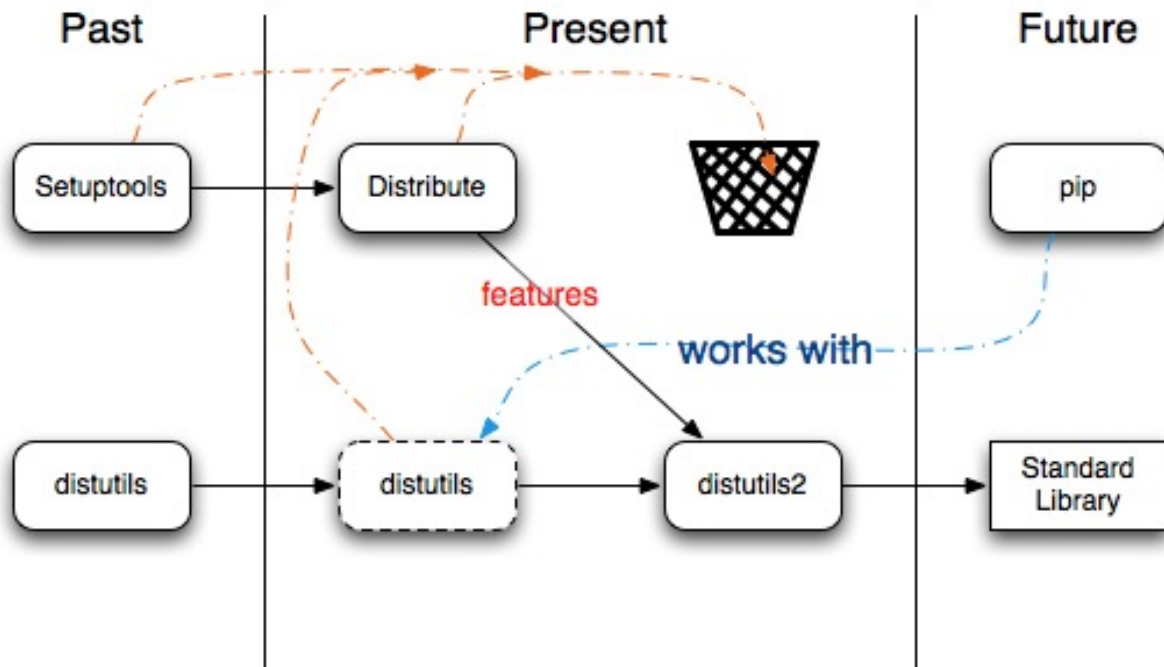 Past
Present
Future
Setuptools
Distribute
pip
features
works with
distutils
distutils
distutils2
Standard
Library